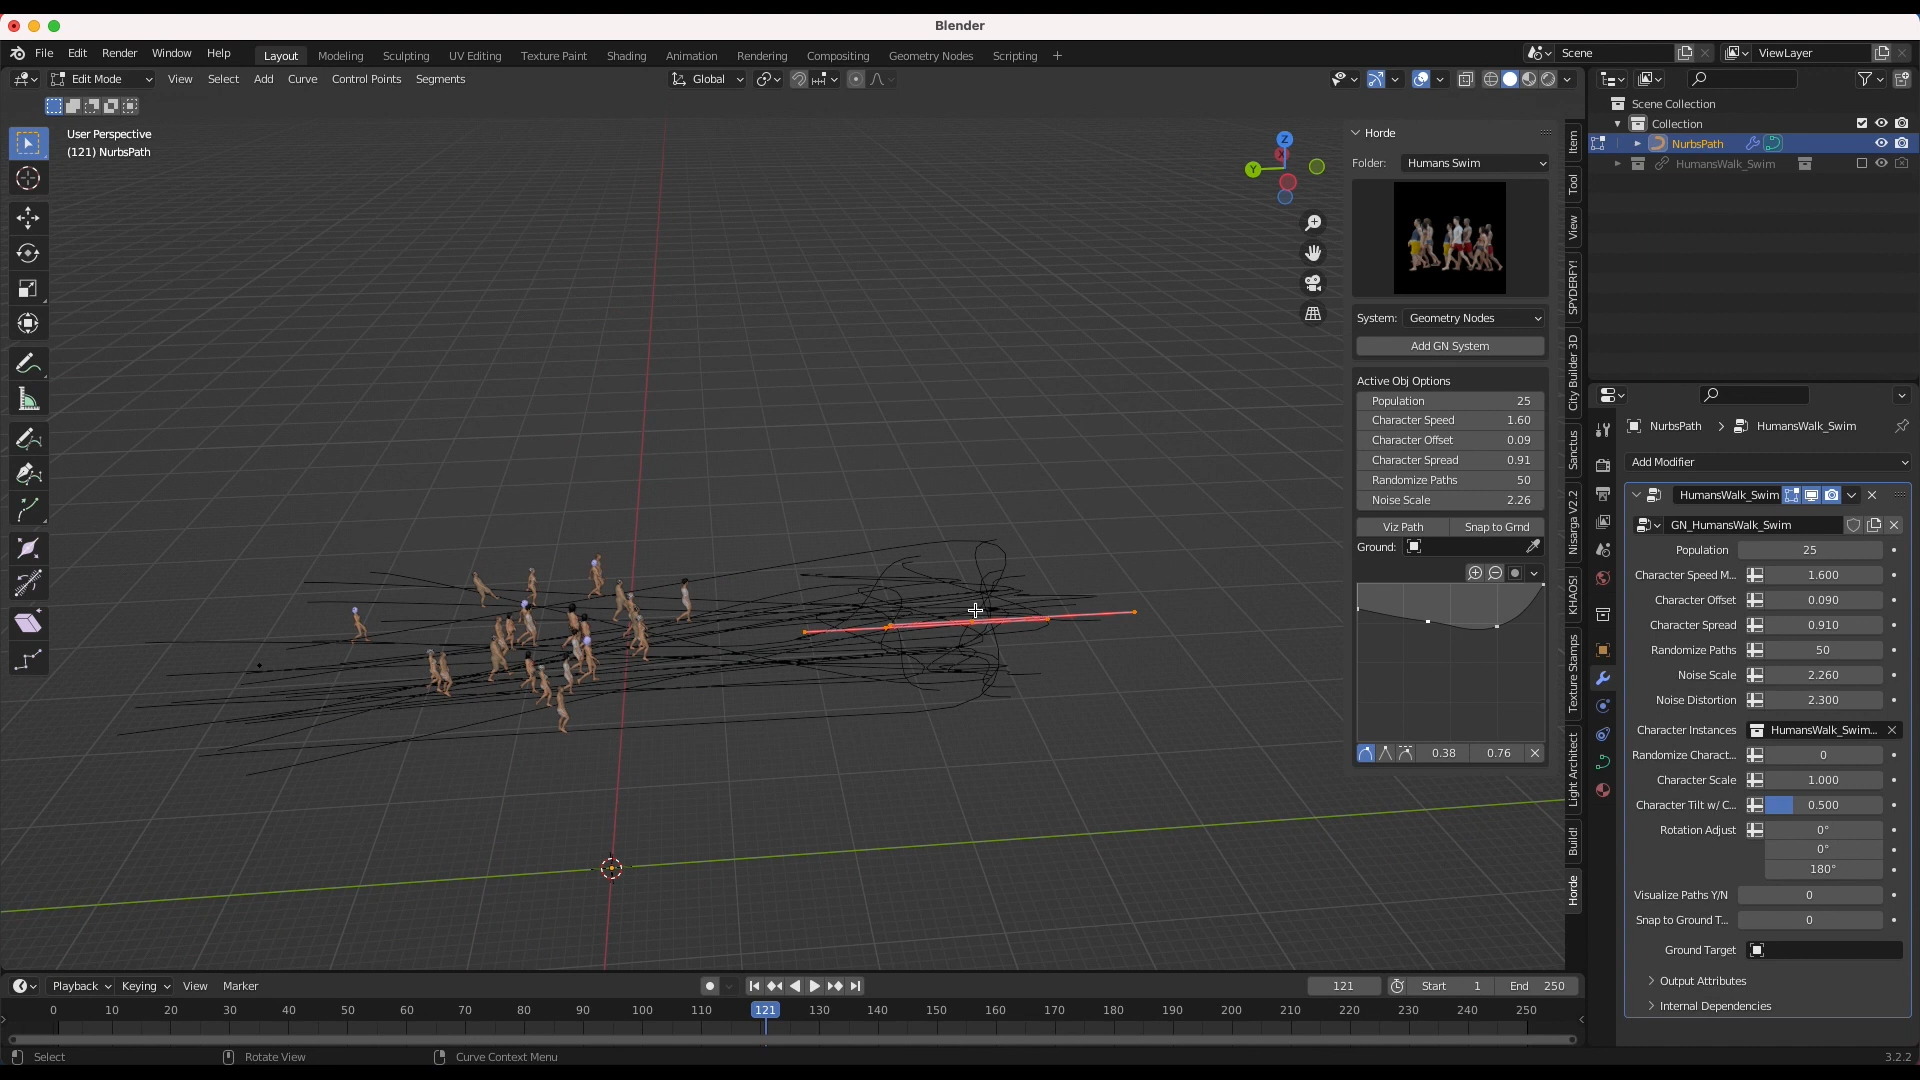 Blender
File Edit Render Window Help Layout Modeling Sculpting UV Editing Texture Paint Shading Animation Rendering Compositing Geometry Nodes Scripting + Scene ViewLayer
Edit Mode View Select Add Curve Control Points Segments Global
User Perspective
(121) NurbsPath
Z
X
Y
Horde
Folder: Humans Swim
System: Geometry Nodes
Add GN System
Active Obj Options
Population 25
Character Speed 1.60
Character Offset 0.09
Character Spread 0.91
Randomize Paths 50
Noise Scale 2.26
Viz Path Snap to Grnd
Ground:
0.38 0.76
Item
Tool
View
SPYDERFY!
City Builder 3D
Sanctus
Nisarga V2.2
KHAOS!
Texture Stamps
Light Architect
Build!
Horde
Scene Collection
Collection
NurbsPath
HumansWalk_Swim
NurbsPath > HumansWalk_Swim
Add Modifier
HumansWalk_Swim
GN_HumansWalk_Swim
Population 25
Character Speed M... 1.600
Character Offset 0.090
Character Spread 0.910
Randomize Paths 50
Noise Scale 2.260
Noise Distortion 2.300
Character Instances HumansWalk_Swim...
Randomize Charact... 0
Character Scale 1.000
Character Tilt w/ C... 0.500
Rotation Adjust 0°
0°
180°
Visualize Paths Y/N 0
Snap to Ground T... 0
Ground Target
Output Attributes
Internal Dependencies
Playback Keying View Marker 121 Start 1 End 250
0 10 20 30 40 50 60 70 80 90 100 110 121 130 140 150 160 170 180 190 200 210 220 230 240 250
Select Rotate View Curve Context Menu 3.2.2